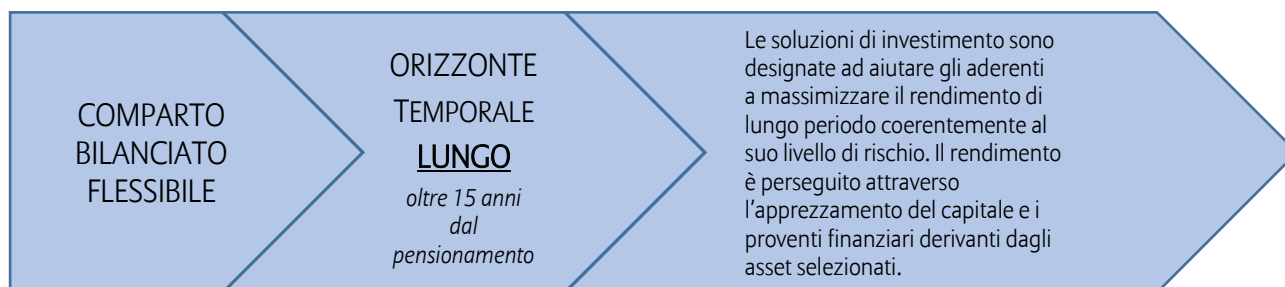 COMPARTO
BILANCIATO
FLESSIBILE
ORIZZONTE
TEMPORALE
LUNGO
oltre 15 anni
dal
pensionamento
Le soluzioni di investimento sono
designate ad aiutare gli aderenti
a massimizzare il rendimento di
lungo periodo coerentemente al
suo livello di rischio. Il rendimento
è perseguito attraverso
l'apprezzamento del capitale e i
proventi finanziari derivanti dagli
asset selezionati.